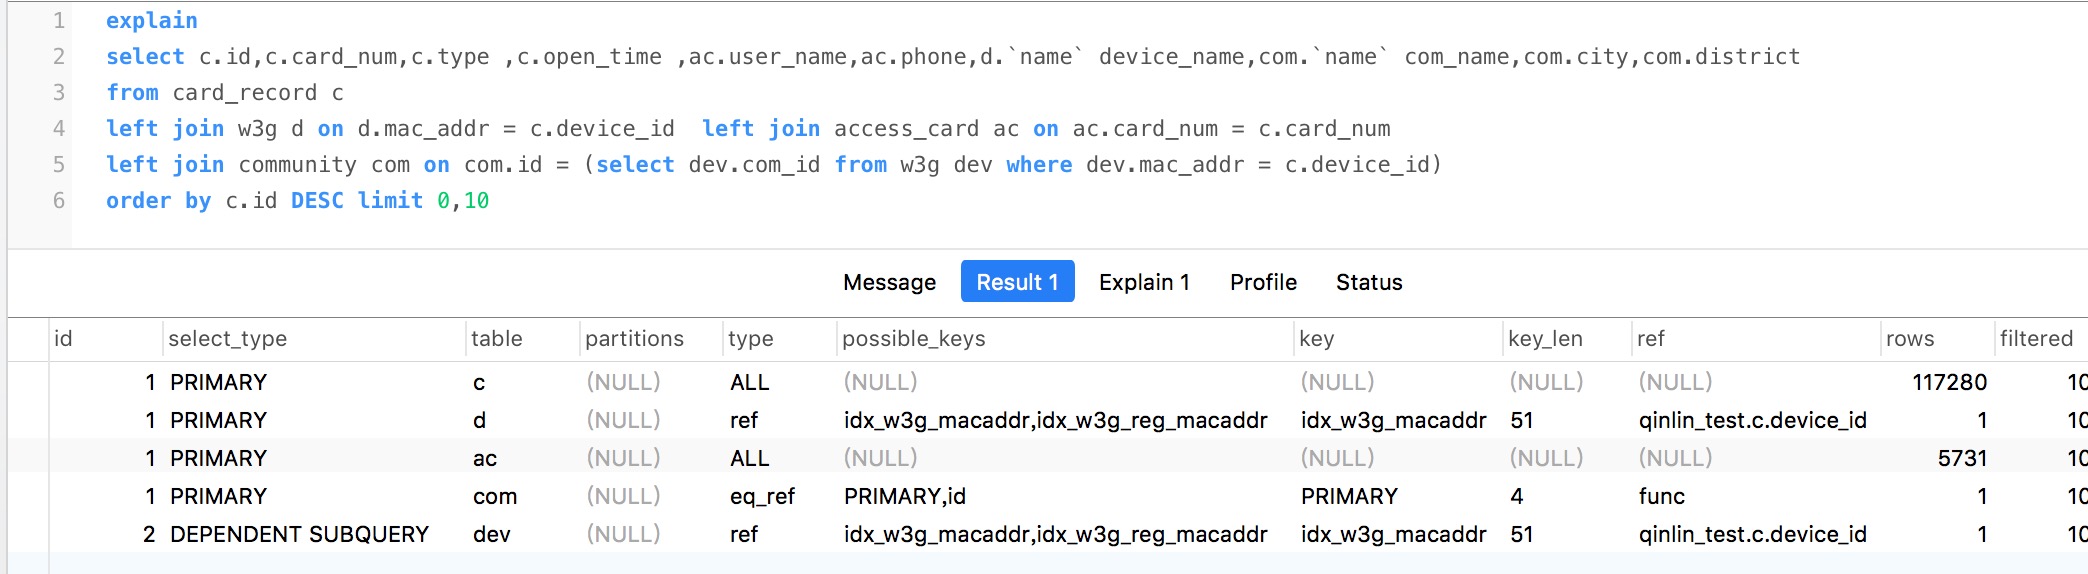 1 explain
2 select c.id,c.card_num,c.type ,c.open_time ,ac.user_name,ac.phone,d.`name` device_name,com.`name` com_name,com.city,com.district
3 from card_record c
4 left join w3g d on d.mac_addr = c.device_id  left join access_card ac on ac.card_num = c.card_num
5 left join community com on com.id = (select dev.com_id from w3g dev where dev.mac_addr = c.device_id)
6 order by c.id DESC limit 0,10
Message Result 1 Explain 1 Profile Status
id select_type table partitions type possible_keys key key_len ref rows filtered
1 PRIMARY c (NULL) ALL (NULL) (NULL) (NULL) (NULL) 117280 10
1 PRIMARY d (NULL) ref idx_w3g_macaddr,idx_w3g_reg_macaddr idx_w3g_macaddr 51 qinlin_test.c.device_id 1 10
1 PRIMARY ac (NULL) ALL (NULL) (NULL) (NULL) (NULL) 5731 10
1 PRIMARY com (NULL) eq_ref PRIMARY,id PRIMARY 4 func 1 10
2 DEPENDENT SUBQUERY dev (NULL) ref idx_w3g_macaddr,idx_w3g_reg_macaddr idx_w3g_macaddr 51 qinlin_test.c.device_id 1 10